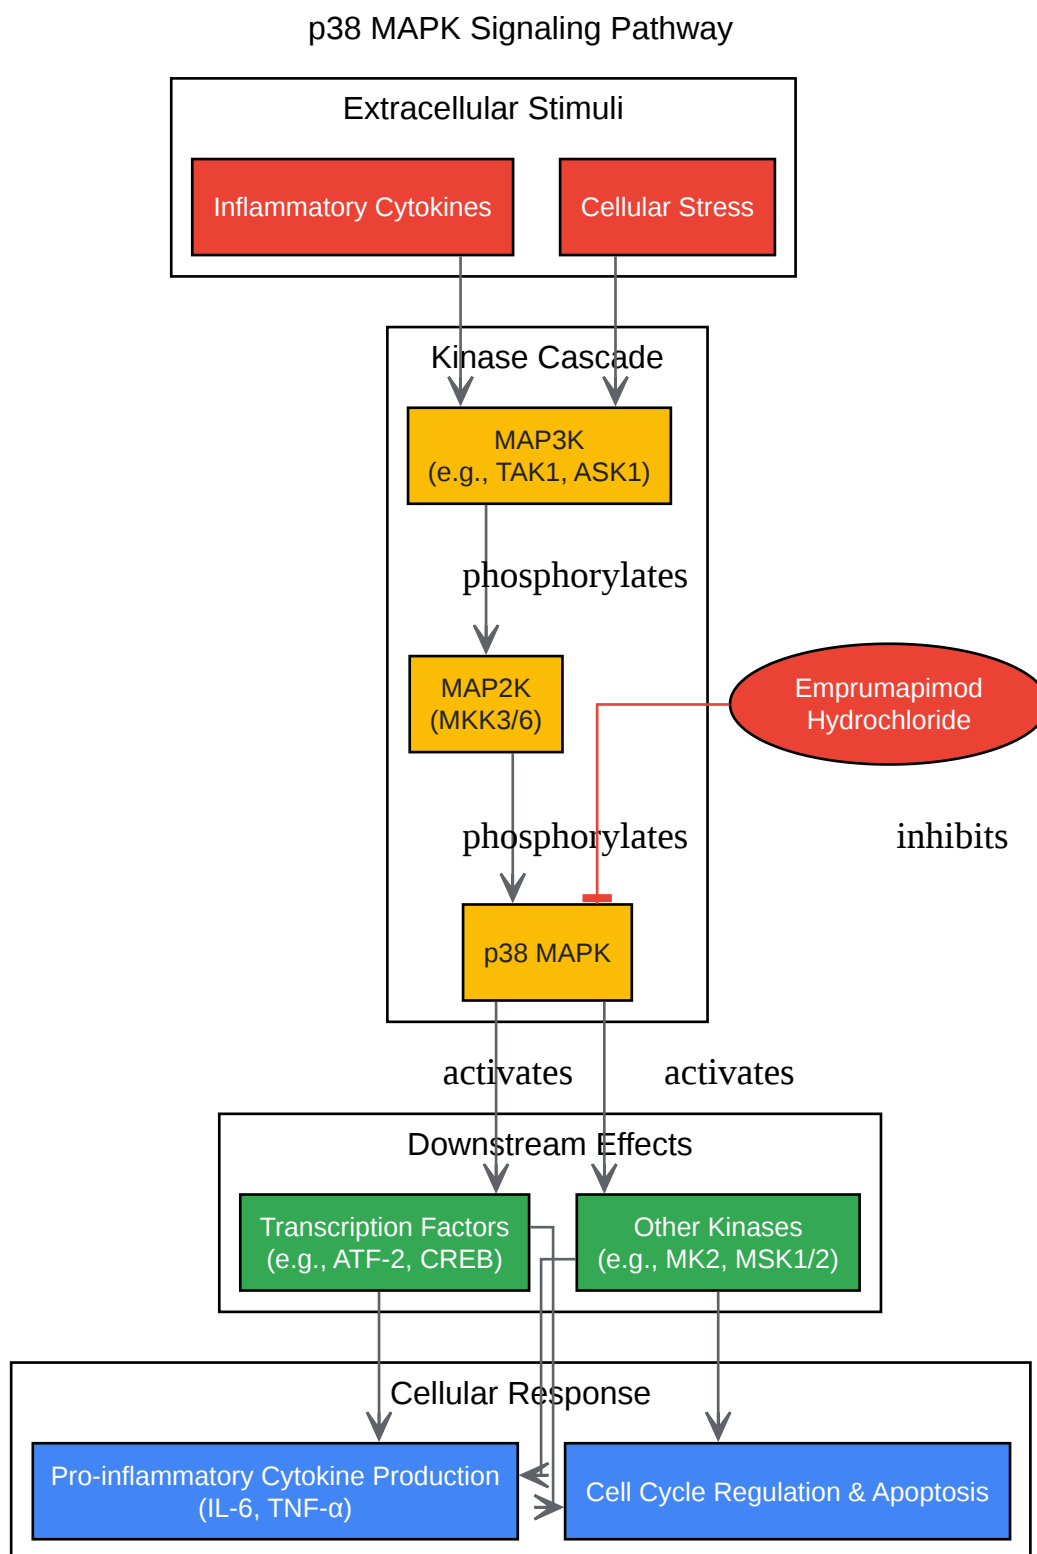 p38 MAPK Signaling Pathway
Extracellular Stimuli
Inflammatory Cytokines
Cellular Stress
Kinase Cascade
MAP3K
(e.g., TAK1, ASK1)
phosphorylates
MAP2K
(MKK3/6)
Emprumapimod
Hydrochloride
phosphorylates
inhibits
p38 MAPK
activates
activates
Downstream Effects
Transcription Factors
(e.g., ATF-2, CREB)
Other Kinases
(e.g., MK2, MSK1/2)
Cellular Response
Pro-inflammatory Cytokine Production
(IL-6, TNF-α)
Cell Cycle Regulation & Apoptosis